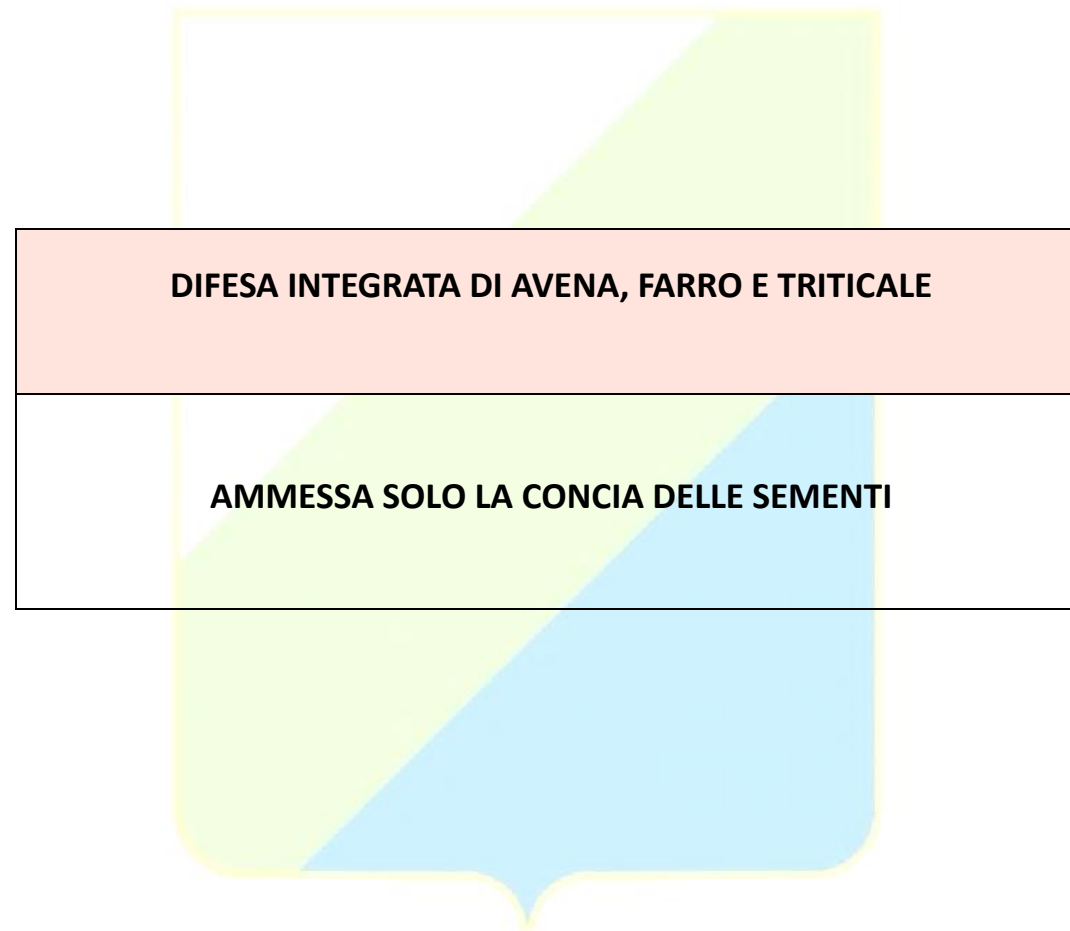 DIFESA INTEGRATA DI AVENA, FARRO E TRITICALE
AMMESSA SOLO LA CONCIA DELLE SEMENTI